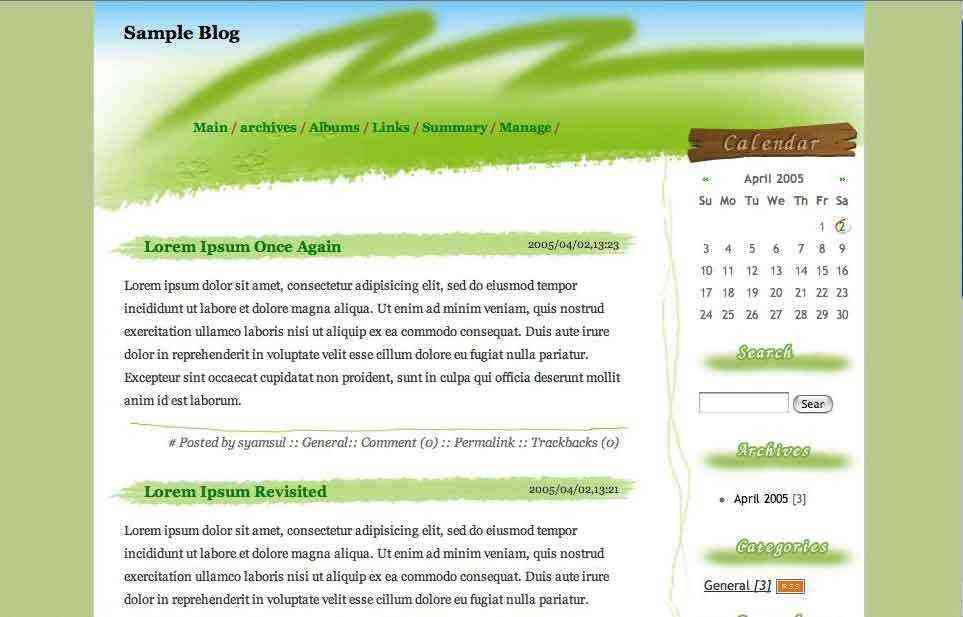 Sample Blog
Main / archives / Albums / Links / Summary / Manage /
Lorem Ipsum Once Again 2005/04/02,13:23
Lorem ipsum dolor sit amet, consectetur adipisicing elit, sed do eiusmod tempor
incididunt ut labore et dolore magna aliqua. Ut enim ad minim veniam, quis nostrud
exercitation ullamco laboris nisi ut aliquip ex ea commodo consequat. Duis aute irure
dolor in reprehenderit in voluptate velit esse cillum dolore eu fugiat nulla pariatur.
Excepteur sint occaecat cupidatat non proident, sunt in culpa qui officia deserunt mollit
anim id est laborum.
# Posted by syamsul :: General:: Comment (0) :: Permalink :: Trackbacks (0)
Lorem Ipsum Revisited 2005/04/02,13:21
Lorem ipsum dolor sit amet, consectetur adipisicing elit, sed do eiusmod tempor
incididunt ut labore et dolore magna aliqua. Ut enim ad minim veniam, quis nostrud
exercitation ullamco laboris nisi ut aliquip ex ea commodo consequat. Duis aute irure
dolor in reprehenderit in voluptate velit esse cillum dolore eu fugiat nulla pariatur.
Calendar
« April 2005 »
Su Mo Tu We Th Fr Sa
1 2
3 4 5 6 7 8 9
10 11 12 13 14 15 16
17 18 19 20 21 22 23
24 25 26 27 28 29 30
Search
Sear
Archives
April 2005 [3]
Categories
General [3] RSS